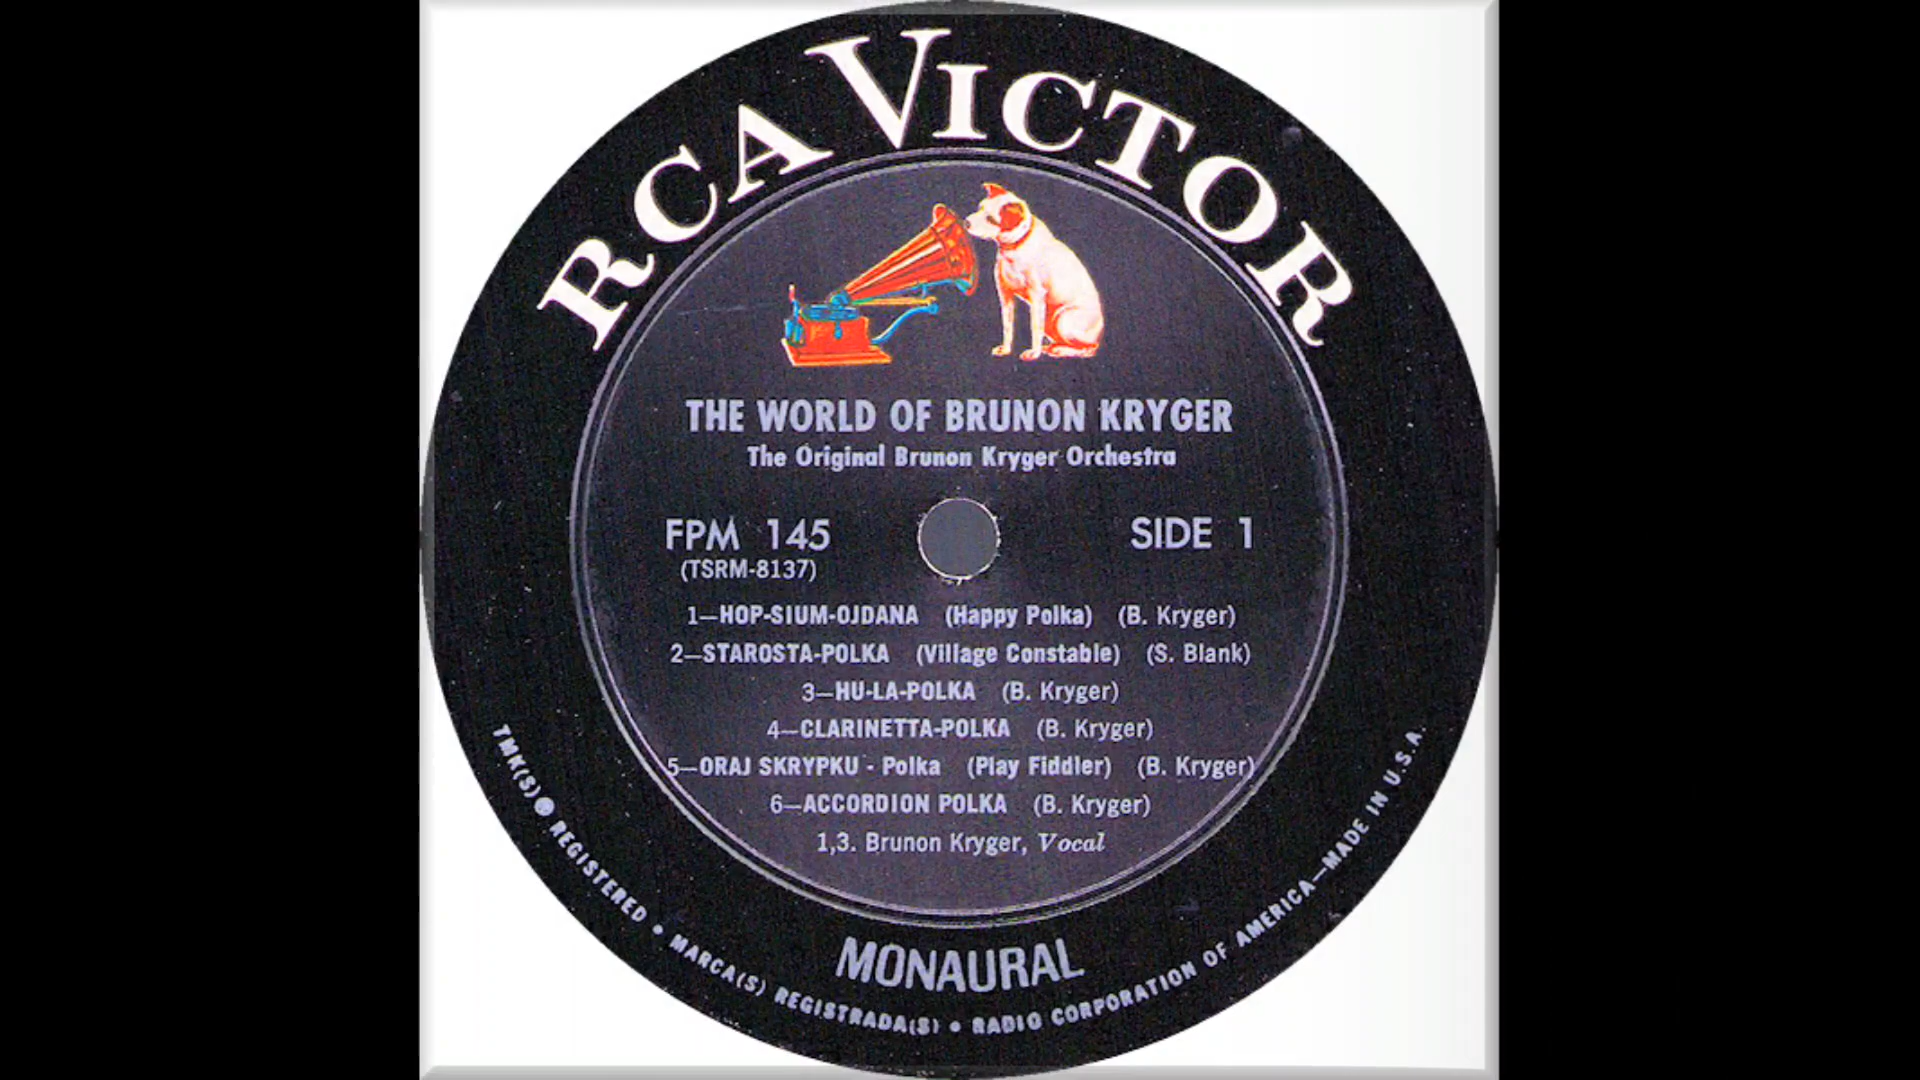 RCA VICTOR
THE WORLD OF BRUNON KRYGER
The Original Brunon Kryger Orchestra
FPM 145
(TSRM-8137)
SIDE 1
1—HOP-SIUM-OJDANA (Happy Polka) (B. Kryger)
2—STAROSTA-POLKA (Village Constable) (S. Blank)
3—HU-LA-POLKA (B. Kryger)
4—CLARINETTA-POLKA (B. Kryger)
5—ORAJ SKRYPKU - Polka (Play Fiddler) (B. Kryger)
6—ACCORDION POLKA (B. Kryger)
1,3. Brunon Kryger, Vocal
MONAURAL
TMK(S) ® REGISTERED • MARCA(S) REGISTRADA(S) • RADIO CORPORATION OF AMERICA—MADE IN U.S.A.